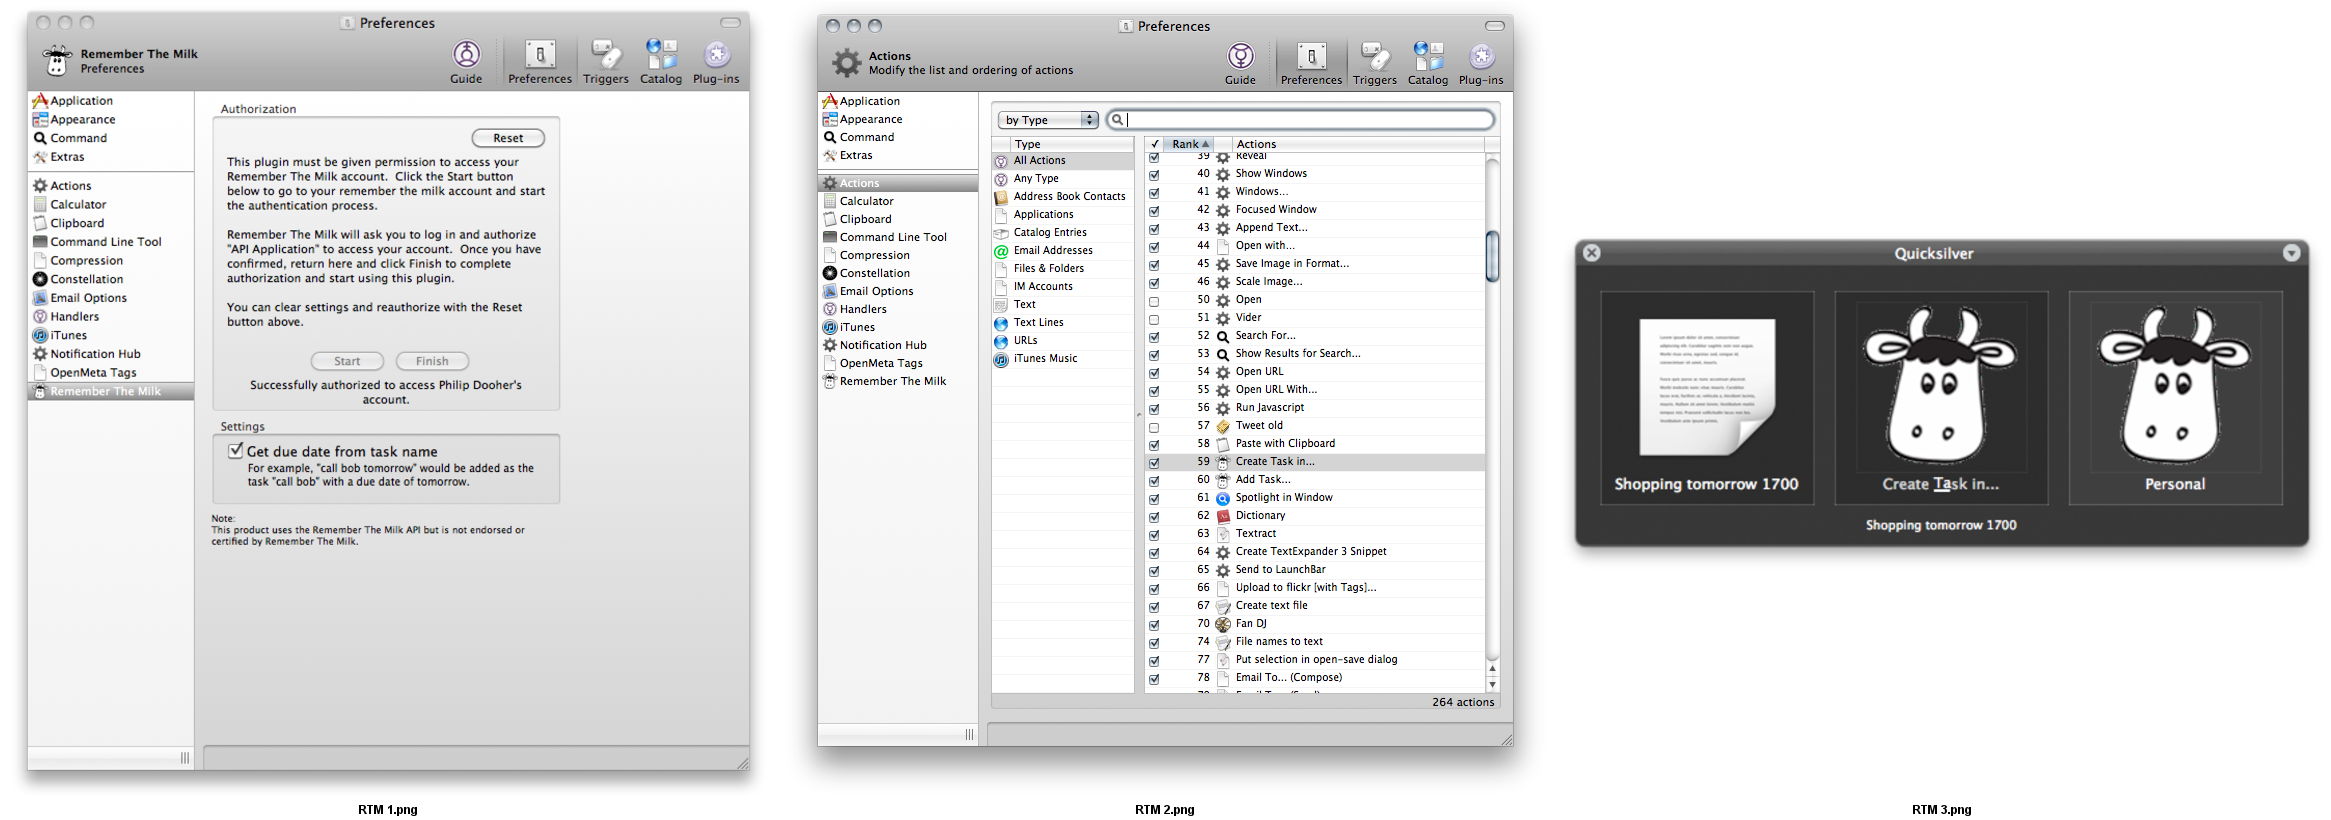 Preferences
Remember The Milk
Preferences
Guide
Preferences
Triggers
Catalog
Plug-ins
Application
Appearance
Command
Extras
Actions
Calculator
Clipboard
Command Line Tool
Compression
Constellation
Email Options
Handlers
iTunes
Notification Hub
OpenMeta Tags
Remember The Milk
Authorization
Reset
This plugin must be given permission to access your
Remember The Milk account. Click the Start button
below to go to your remember the milk account and start
the authentication process.
Remember The Milk will ask you to log in and authorize
"API Application" to access your account. Once you have
confirmed, return here and click Finish to complete
authorization and start using this plugin.
You can clear settings and reauthorize with the Reset
button above.
Start
Finish
Successfully authorized to access Philip Dooher's
account.
Settings
Get due date from task name
For example, "call bob tomorrow" would be added as the
task "call bob" with a due date of tomorrow.
Note:
This product uses the Remember The Milk API but is not endorsed or
certified by Remember The Milk.
RTM 1.png
Preferences
Actions
Modify the list and ordering of actions
Guide
Preferences
Triggers
Catalog
Plug-ins
Application
Appearance
Command
Extras
Actions
Calculator
Clipboard
Command Line Tool
Compression
Constellation
Email Options
Handlers
iTunes
Notification Hub
OpenMeta Tags
Remember The Milk
by Type
Type
All Actions
Any Type
Address Book Contacts
Applications
Catalog Entries
Email Addresses
Files & Folders
IM Accounts
Text
Text Lines
URLs
iTunes Music
Rank Actions
39 Reveal
40 Show Windows
41 Windows...
42 Focused Window
43 Append Text...
44 Open with...
45 Save Image in Format...
46 Scale Image...
50 Open
51 Vider
52 Search For...
53 Show Results for Search...
54 Open URL
55 Open URL With...
56 Run Javascript
57 Tweet old
58 Paste with Clipboard
59 Create Task in...
60 Add Task...
61 Spotlight in Window
62 Dictionary
63 Textract
64 Create TextExpander 3 Snippet
65 Send to LaunchBar
66 Upload to flickr [with Tags]...
67 Create text file
70 Fan DJ
74 File names to text
77 Put selection in open-save dialog
78 Email To... (Compose)
264 actions
RTM 2.png
Quicksilver
Shopping tomorrow 1700
Create Task in...
Personal
Shopping tomorrow 1700
RTM 3.png